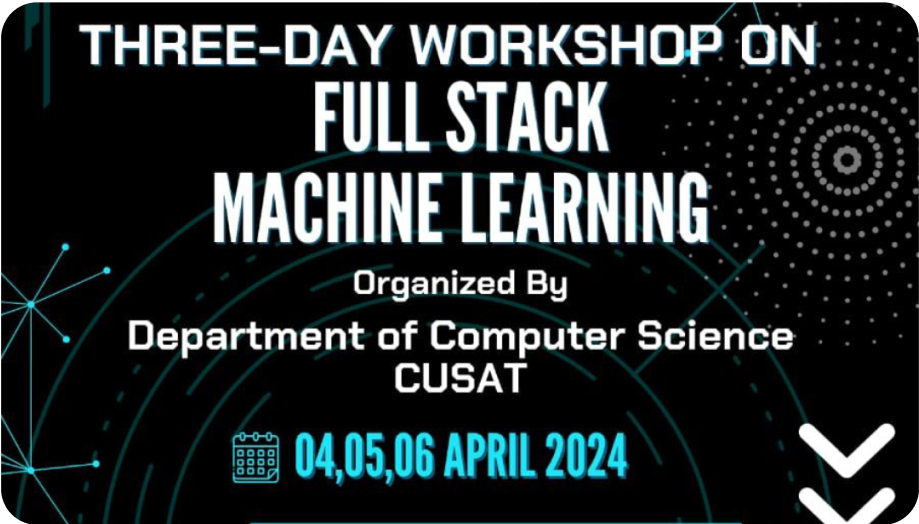 THREE-DAY WORKSHOP ON
FULL STACK
MACHINE LEARNING
Organized By
Department of Computer Science
CUSAT
04,05,06 APRIL 2024